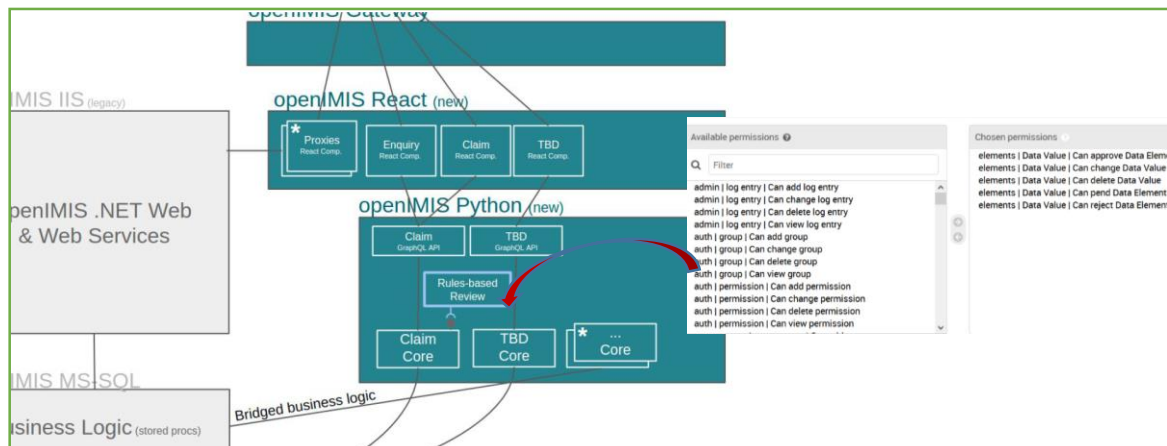 openIMIS Gateway
IMIS IIS (legacy)
openIMIS React (new)
*
Proxies
React Comp.
Enquiry
React Comp.
Claim
React Comp.
TBD
React Comp.
penIMIS .NET Web
& Web Services
openIMIS Python (new)
Claim
GraphQL API
TBD
GraphQL API
Rules-based
Review
Claim
Core
TBD
Core
*
...
Core
IMIS MS-SQL
Bridged business logic
usiness Logic (stored procs)
Available permissions
Filter
admin | log entry | Can add log entry
admin | log entry | Can change log entry
admin | log entry | Can delete log entry
admin | log entry | Can view log entry
auth | group | Can add group
auth | group | Can change group
auth | group | Can delete group
auth | group | Can view group
auth | permission | Can add permission
auth | permission | Can change permission
auth | permission | Can delete permission
auth | permission | Can view permission
Chosen permissions
elements | Data Value | Can approve Data Elem
elements | Data Value | Can change Data Value
elements | Data Value | Can delete Data Value
elements | Data Value | Can pend Data Element
elements | Data Value | Can reject Data Elemen